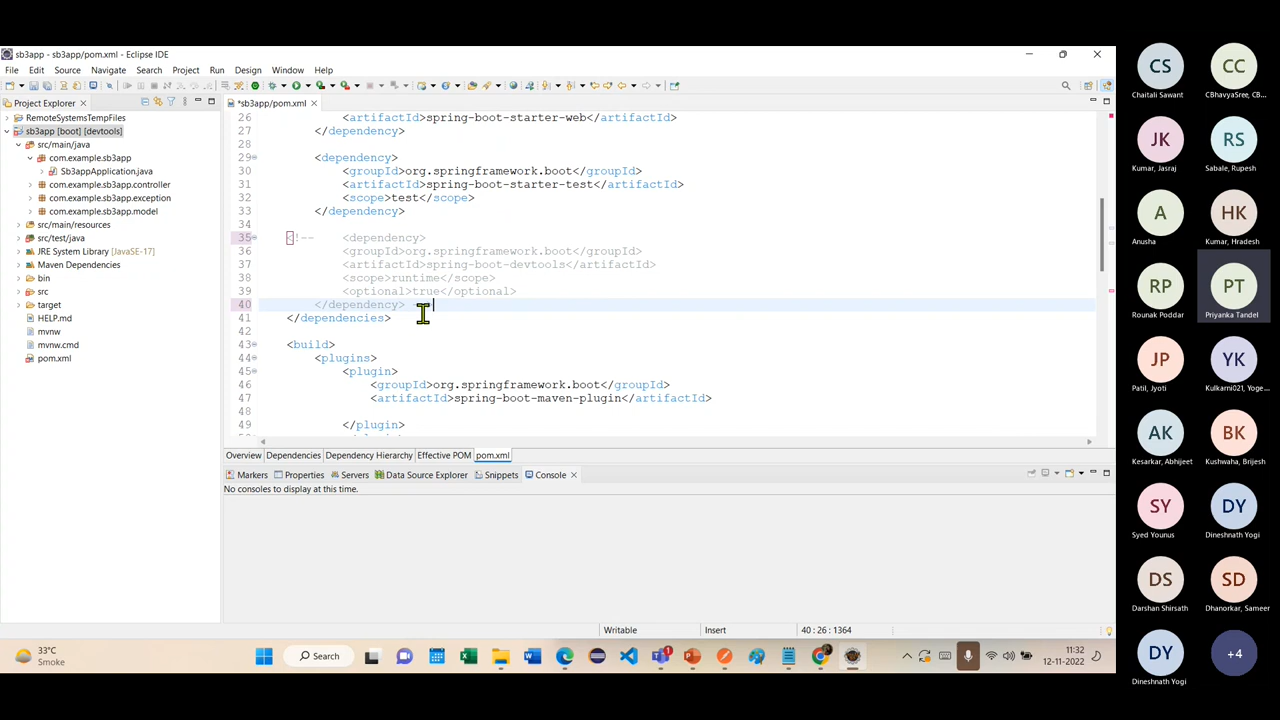 sb3app - sb3app/pom.xml - Eclipse IDE
File Edit Source Navigate Search Project Run Design Window Help
Project Explorer
*sb3app/pom.xml
RemoteSystemsTempFiles
sb3app [boot] [devtools]
src/main/java
com.example.sb3app
Sb3appApplication.java
com.example.sb3app.controller
com.example.sb3app.exception
com.example.sb3app.model
src/main/resources
src/test/java
JRE System Library [JavaSE-17]
Maven Dependencies
bin
src
target
HELP.md
mvnw
mvnw.cmd
pom.xml
26 <artifactId>spring-boot-starter-web</artifactId>
27 </dependency>
28
29 <dependency>
30 <groupId>org.springframework.boot</groupId>
31 <artifactId>spring-boot-starter-test</artifactId>
32 <scope>test</scope>
33 </dependency>
34
35 <!-- <dependency>
36 <groupId>org.springframework.boot</groupId>
37 <artifactId>spring-boot-devtools</artifactId>
38 <scope>runtime</scope>
39 <optional>true</optional>
40 </dependency>
41 </dependencies>
42
43 <build>
44 <plugins>
45 <plugin>
46 <groupId>org.springframework.boot</groupId>
47 <artifactId>spring-boot-maven-plugin</artifactId>
48
49 </plugin>
Overview Dependencies Dependency Hierarchy Effective POM pom.xml
Markers Properties Servers Data Source Explorer Snippets Console
No consoles to display at this time.
Writable Insert 40 : 26 : 1364
33°C
Smoke
Search
1
11:32
12-11-2022
CS CC
Chaitali Sawant CBhavyaSree, CB...
JK RS
Kumar, Jasraj Sabale, Rupesh
A HK
Anusha Kumar, Hradesh
RP PT
Rounak Poddar Priyanka Tandel
JP YK
Patil, Jyoti Kulkarni021, Yoge...
AK BK
Kesarkar, Abhijeet Kushwaha, Brijesh
SY DY
Syed Younus Dineshnath Yogi
DS SD
Darshan Shirsath Dhanorkar, Sameer
DY +4
Dineshnath Yogi